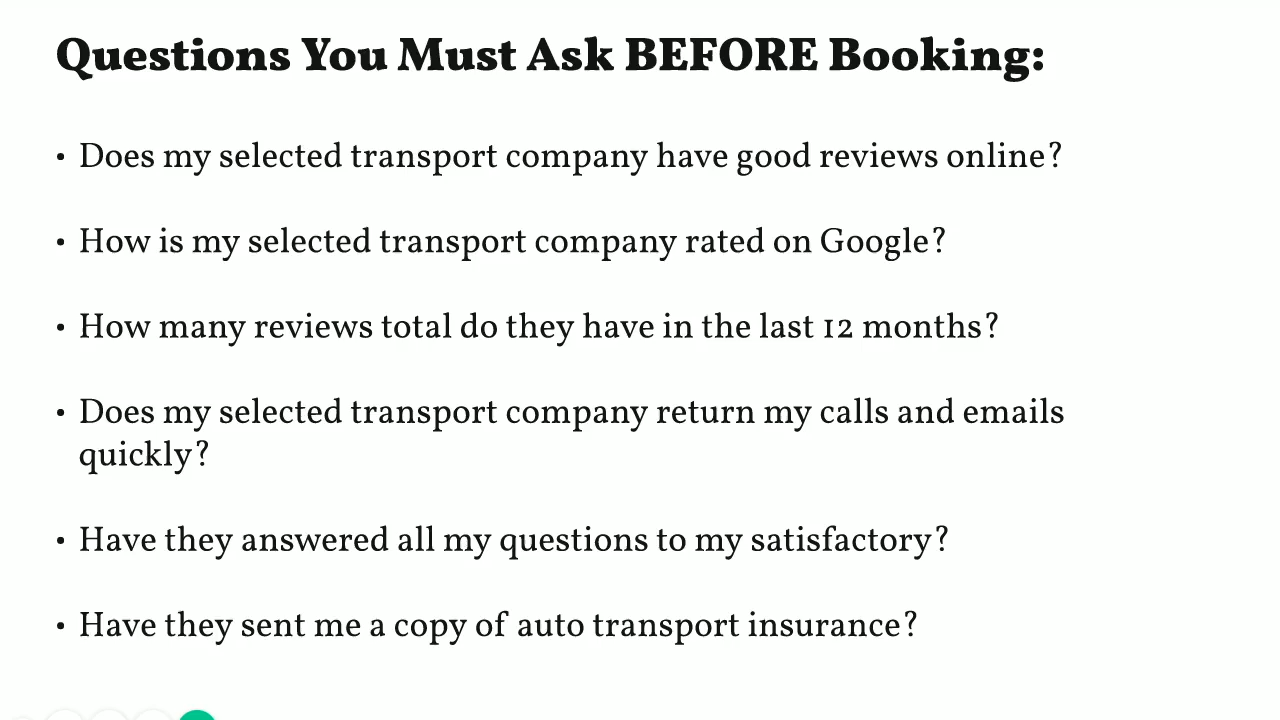 Questions You Must Ask BEFORE Booking:
• Does my selected transport company have good reviews online?
• How is my selected transport company rated on Google?
• How many reviews total do they have in the last 12 months?
• Does my selected transport company return my calls and emails
quickly?
• Have they answered all my questions to my satisfactory?
• Have they sent me a copy of auto transport insurance?